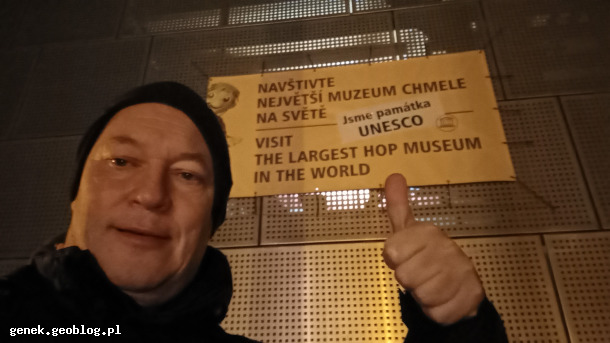 NAVŠTIVTE
NEJVĚTŠÍ MUZEUM CHMELE
NA SVĚTĚ
Jsme památka
UNESCO
VISIT
THE LARGEST HOP MUSEUM
IN THE WORLD
genek.geoblog.pl